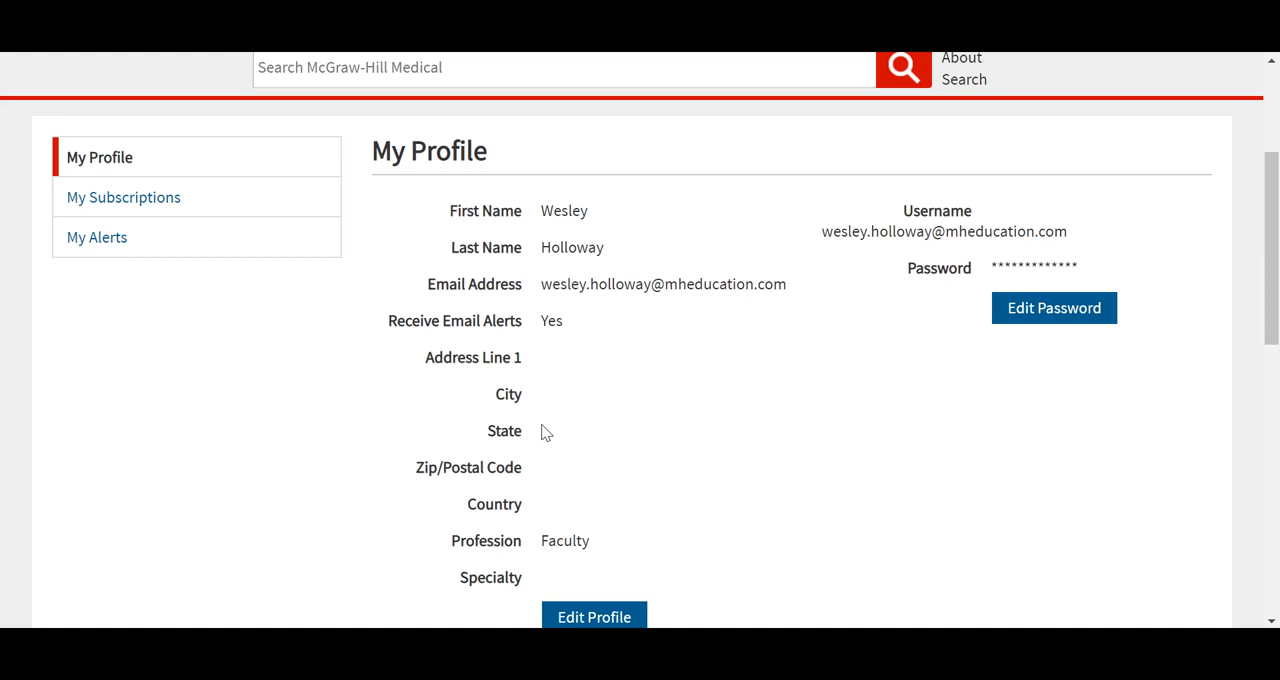 Search McGraw-Hill Medical
About
Search
My Profile
My Subscriptions
My Alerts
My Profile
First Name Wesley
Last Name Holloway
Email Address wesley.holloway@mheducation.com
Receive Email Alerts Yes
Address Line 1
City
State
Zip/Postal Code
Country
Profession Faculty
Specialty
Edit Profile
Username
wesley.holloway@mheducation.com
Password *************
Edit Password